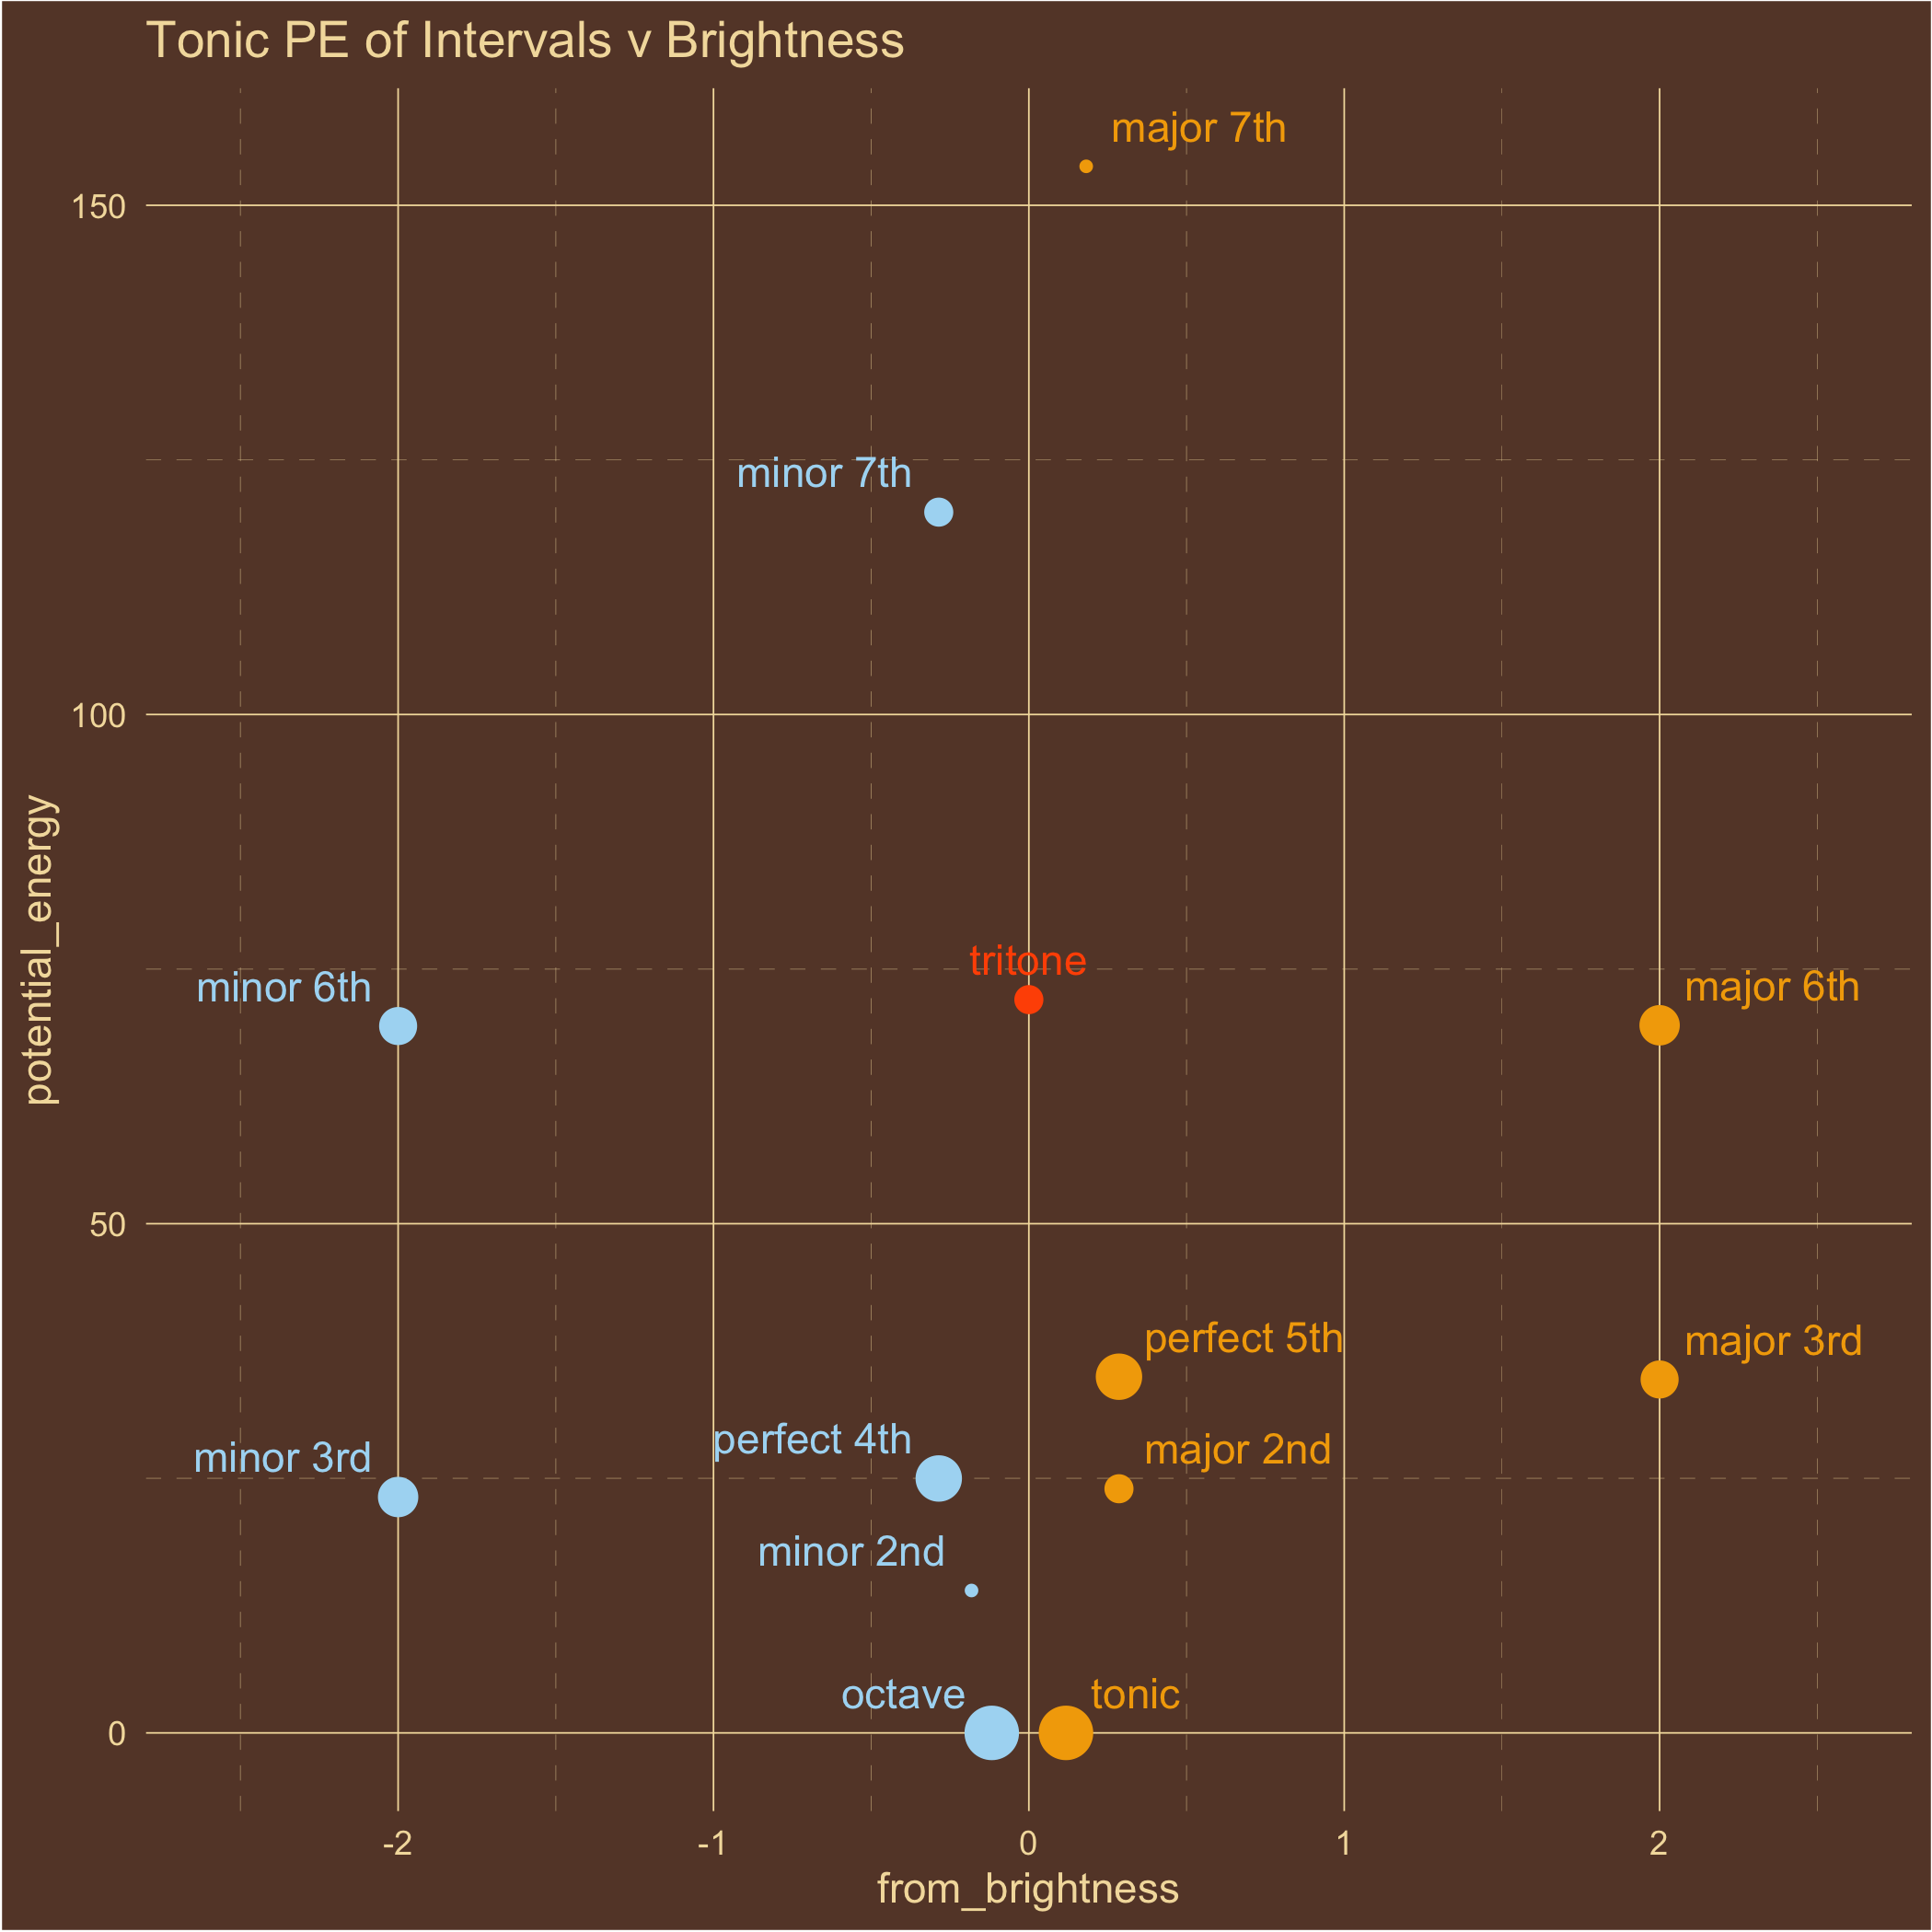 Tonic PE of Intervals v Brightness
major 7th
150
minor 7th
100
tritone
minor 6th
major 6th
potential_energy
50
perfect 5th
major 3rd
perfect 4th
major 2nd
minor 3rd
minor 2nd
octave
tonic
0
-2
-1
0
1
2
from_brightness